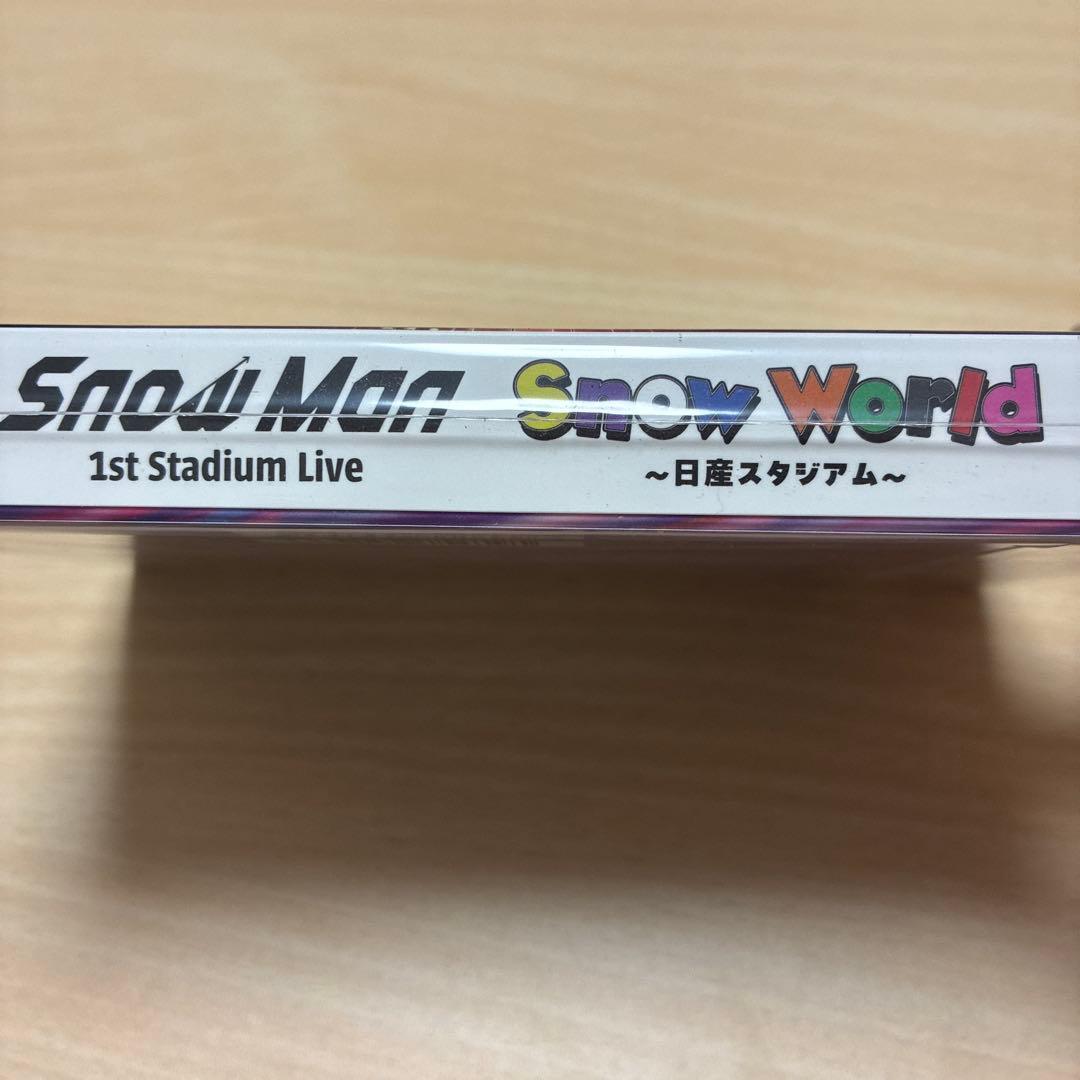 Snow Man
1st Stadium Live
Snow World
～日産スタジアム～